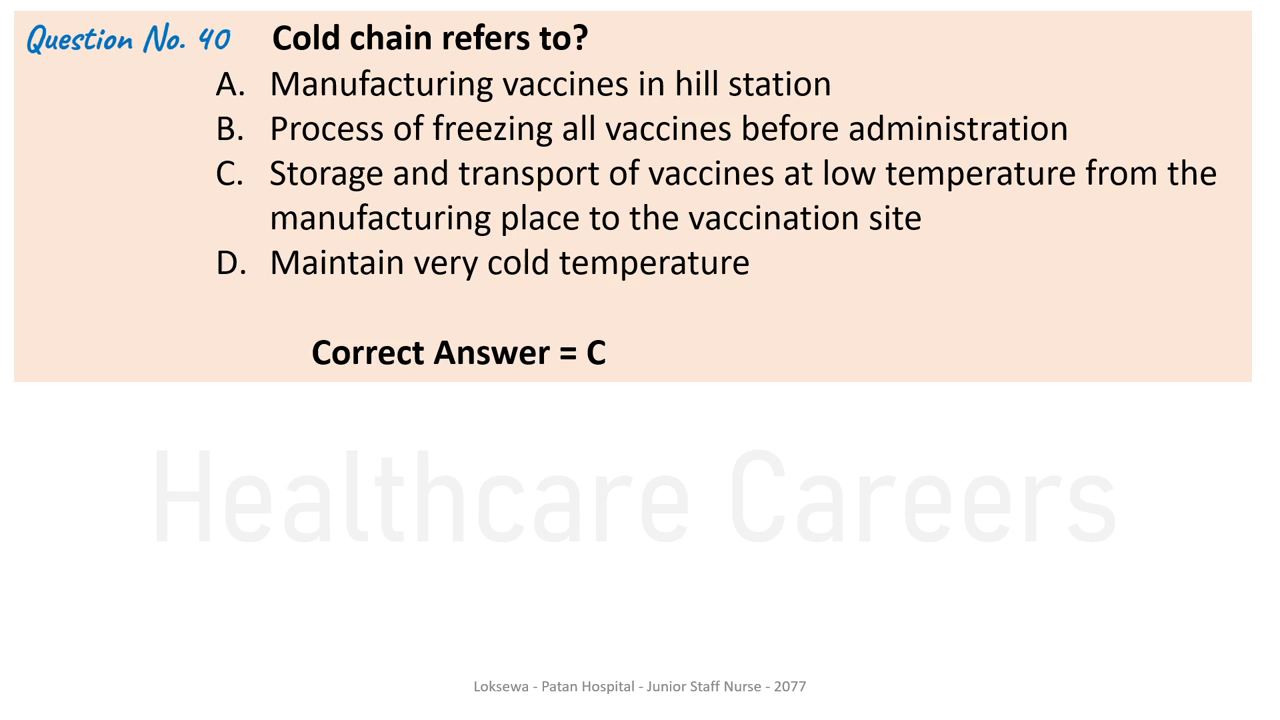 Question No. 40 Cold chain refers to?
A. Manufacturing vaccines in hill station
B. Process of freezing all vaccines before administration
C. Storage and transport of vaccines at low temperature from the
manufacturing place to the vaccination site
D. Maintain very cold temperature
Correct Answer = C
Healthcare Careers
Loksewa - Patan Hospital - Junior Staff Nurse - 2077